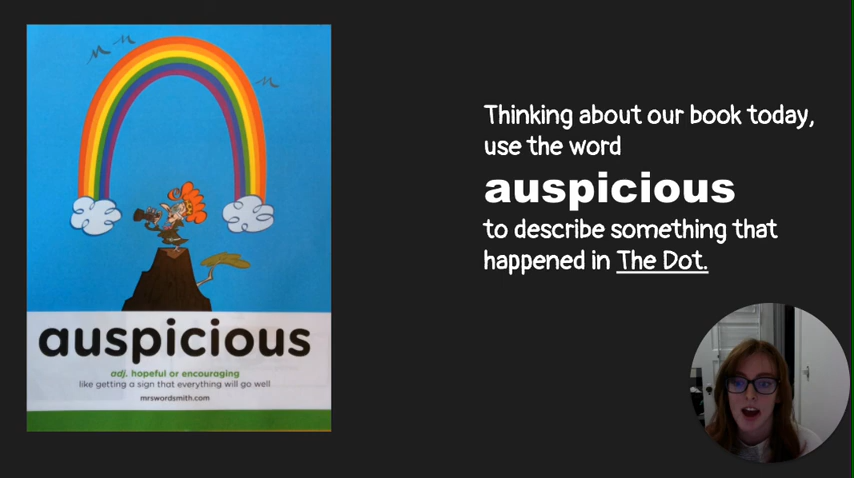 auspicious
adj. hopeful or encouraging
like getting a sign that everything will go well
mrswordsmith.com
Thinking about our book today,
use the word
auspicious
to describe something that
happened in The Dot.